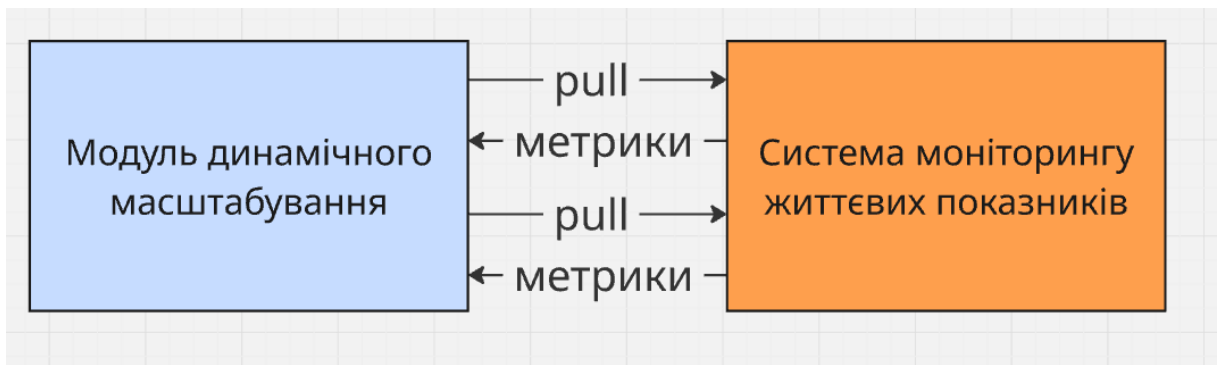 Модуль динамічного
масштабування
pull
метрики
pull
метрики
Система моніторингу
життєвих показників